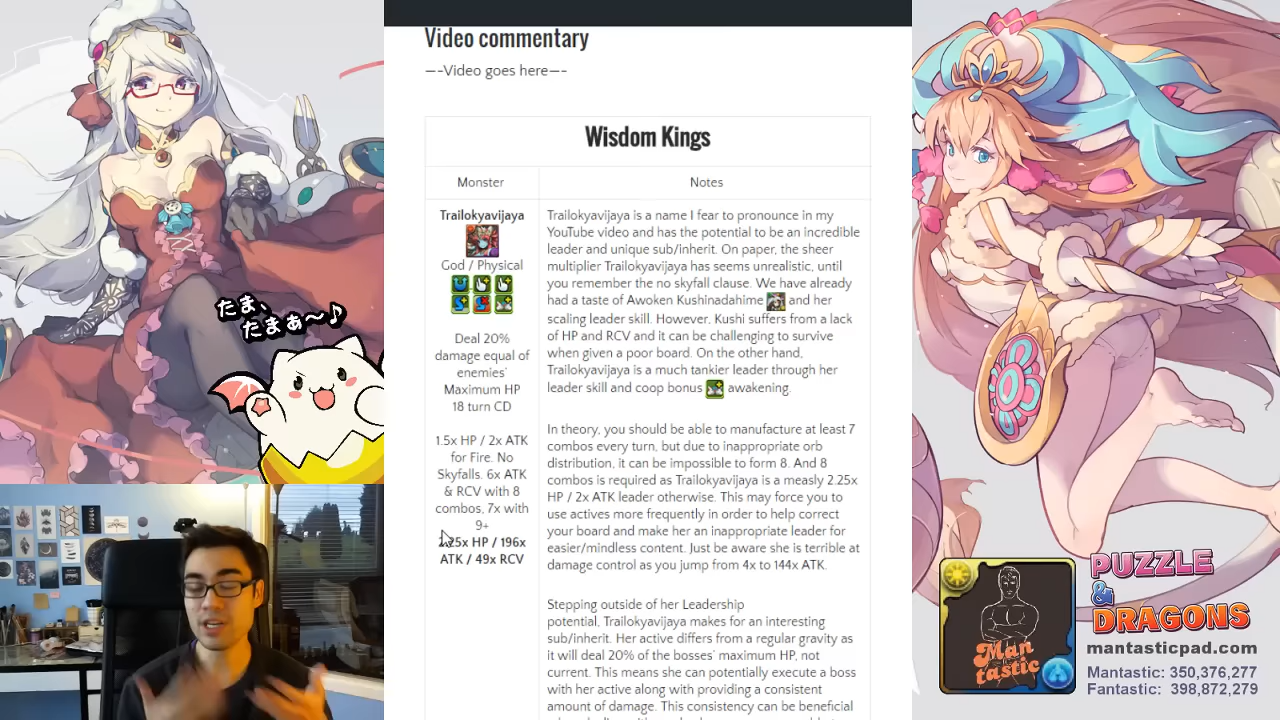 Video commentary
—-Video goes here—-
Wisdom Kings
Monster
Notes
Trailokyavijaya
God / Physical
Deal 20%
damage equal of
enemies'
Maximum HP
18 turn CD
1.5x HP / 2x ATK
for Fire. No
Skyfalls. 6x ATK
& RCV with 8
combos, 7x with
9+
2.25x HP / 196x
ATK / 49x RCV
Trailokyavijaya is a name I fear to pronounce in my
YouTube video and has the potential to be an incredible
leader and unique sub/inherit. On paper, the sheer
multiplier Trailokyavijaya has seems unrealistic, until
you remember the no skyfall clause. We have already
had a taste of Awoken Kushinadahime and her
scaling leader skill. However, Kushi suffers from a lack
of HP and RCV and it can be challenging to survive
when given a poor board. On the other hand,
Trailokyavijaya is a much tankier leader through her
leader skill and coop bonus awakening.
In theory, you should be able to manufacture at least 7
combos every turn, but due to inappropriate orb
distribution, it can be impossible to form 8. And 8
combos is required as Trailokyavijaya is a measly 2.25x
HP / 2x ATK leader otherwise. This may force you to
use actives more frequently in order to help correct
your board and make her an inappropriate leader for
easier/mindless content. Just be aware she is terrible at
damage control as you jump from 4x to 144x ATK.
Stepping outside of her Leadership
potential, Trailokyavijaya makes for an interesting
sub/inherit. Her active differs from a regular gravity as
it will deal 20% of the bosses' maximum HP, not
current. This means she can potentially execute a boss
with her active along with providing a consistent
amount of damage. This consistency can be beneficial
たま、
たまぁ〜♪
Man
tastic
PUZZLE
&
DRAGONS
mantasticpad.com
Mantastic: 350,376,277
Fantastic: 398,872,279